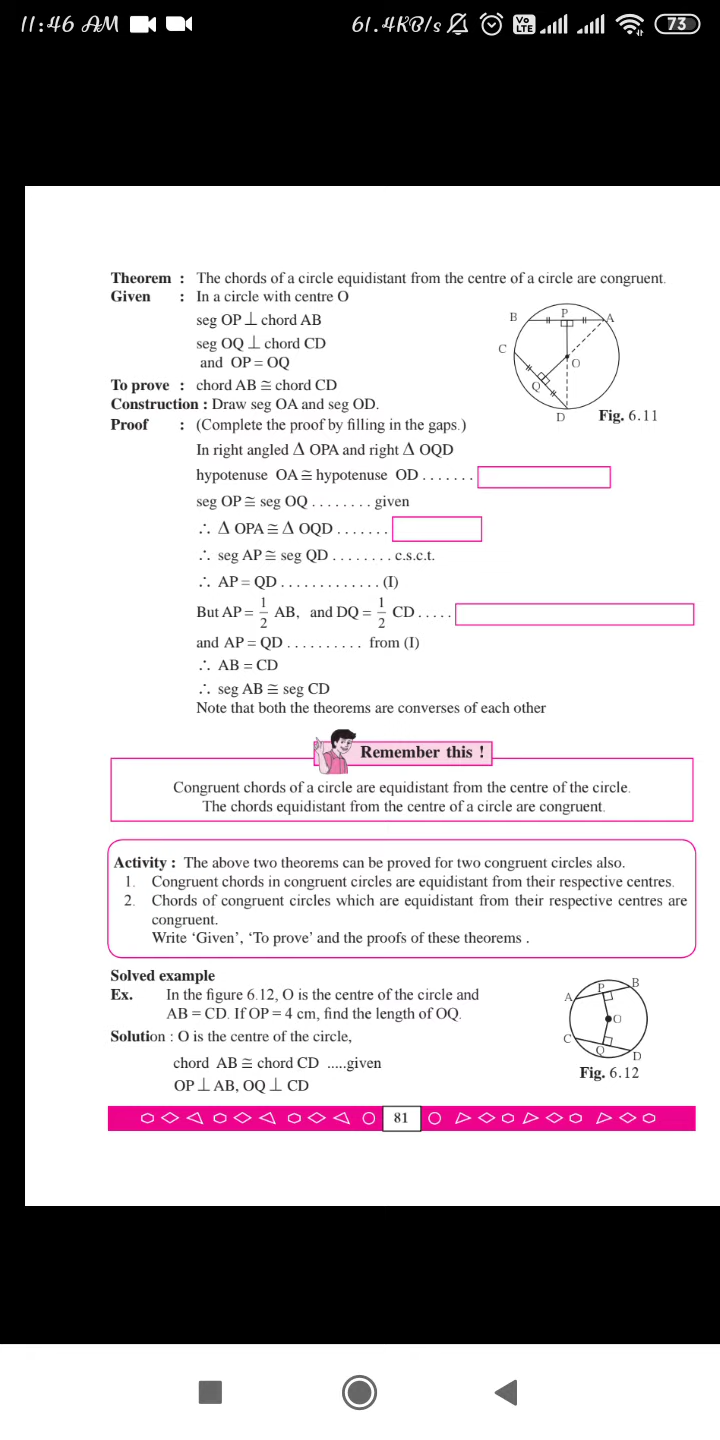 11:46 AM 61.4KB/s Vo LTE 73
Theorem : The chords of a circle equidistant from the centre of a circle are congruent.
Given : In a circle with centre O
seg OP ⊥ chord AB
seg OQ ⊥ chord CD
and OP = OQ
To prove : chord AB ≅ chord CD
Construction : Draw seg OA and seg OD.
B P A
C
O
Q
D
Fig. 6.11
Proof : (Complete the proof by filling in the gaps.)
In right angled Δ OPA and right Δ OQD
hypotenuse OA ≅ hypotenuse OD . . . . . . .
seg OP ≅ seg OQ . . . . . . . . given
∴ Δ OPA ≅ Δ OQD . . . . . . .
∴ seg AP ≅ seg QD . . . . . . . . c.s.c.t.
∴ AP = QD . . . . . . . . . . . . . (I)
But AP = 1/2 AB, and DQ = 1/2 CD . . . . .
and AP = QD . . . . . . . . . . from (I)
∴ AB = CD
∴ seg AB ≅ seg CD
Note that both the theorems are converses of each other
Remember this !
Congruent chords of a circle are equidistant from the centre of the circle.
The chords equidistant from the centre of a circle are congruent.
Activity : The above two theorems can be proved for two congruent circles also.
1. Congruent chords in congruent circles are equidistant from their respective centres.
2. Chords of congruent circles which are equidistant from their respective centres are
congruent.
Write ‘Given’, ‘To prove’ and the proofs of these theorems .
Solved example
Ex. In the figure 6.12, O is the centre of the circle and
AB = CD. If OP = 4 cm, find the length of OQ.
Solution : O is the centre of the circle,
chord AB ≅ chord CD .....given
OP ⊥ AB, OQ ⊥ CD
P B
A
O
C
Q D
Fig. 6.12
81